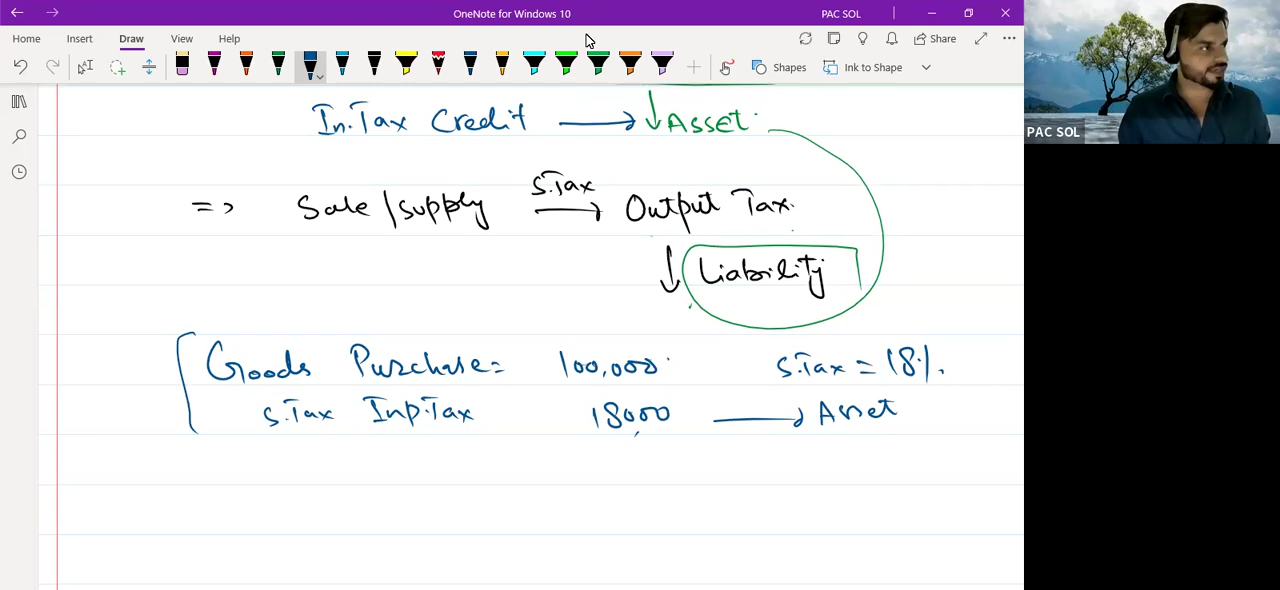 OneNote for Windows 10
PAC SOL
Home Insert Draw View Help
Share
Shapes
Ink to Shape
PAC SOL
In.Tax Credit → ↓ Asset
=> Sale/supply S.Tax → Output Tax
↓ Liability
Goods Purchase = 100,000 S.Tax = 18%.
S.Tax Inp.Tax 18000 → Asset